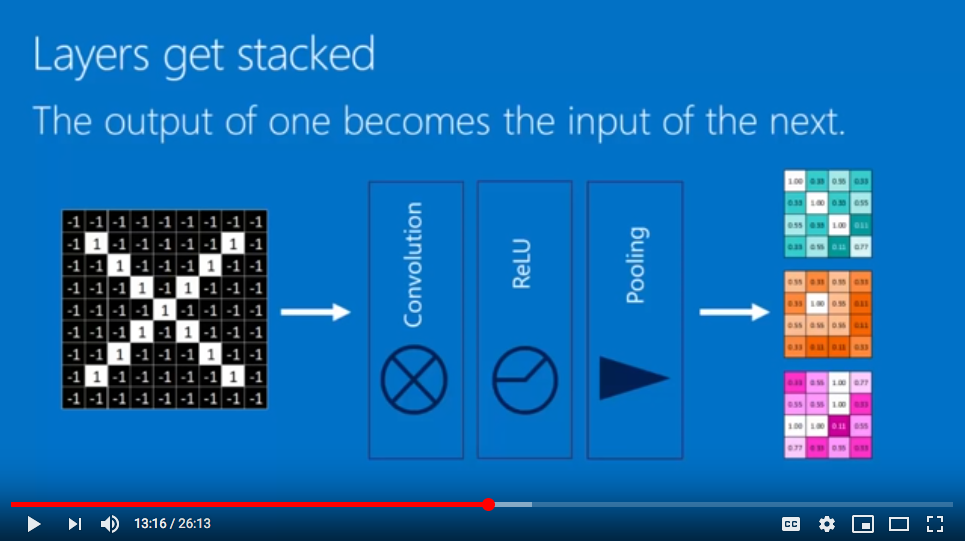 Layers get stacked
The output of one becomes the input of the next.
-1 -1 -1 -1 -1 -1 -1 -1 -1
-1 1 -1 -1 -1 -1 -1 1 -1
-1 -1 1 -1 -1 -1 1 -1 -1
-1 -1 -1 1 -1 1 -1 -1 -1
-1 -1 -1 -1 1 -1 -1 -1 -1
-1 -1 -1 1 -1 1 -1 -1 -1
-1 -1 1 -1 -1 -1 1 -1 -1
-1 1 -1 -1 -1 -1 -1 1 -1
-1 -1 -1 -1 -1 -1 -1 -1 -1
Convolution
ReLU
Pooling
1.00 0.33 0.55 0.33
0.33 1.00 0.33 0.55
0.55 0.33 1.00 0.11
0.33 0.55 0.11 0.77
0.55 0.33 0.55 0.33
0.33 1.00 0.55 0.11
0.55 0.55 0.55 0.11
0.33 0.11 0.11 0.33
0.33 0.55 1.00 0.77
0.55 0.55 1.00 0.33
1.00 1.00 0.11 0.55
0.77 0.33 0.55 0.33
13:16 / 26:13
CC